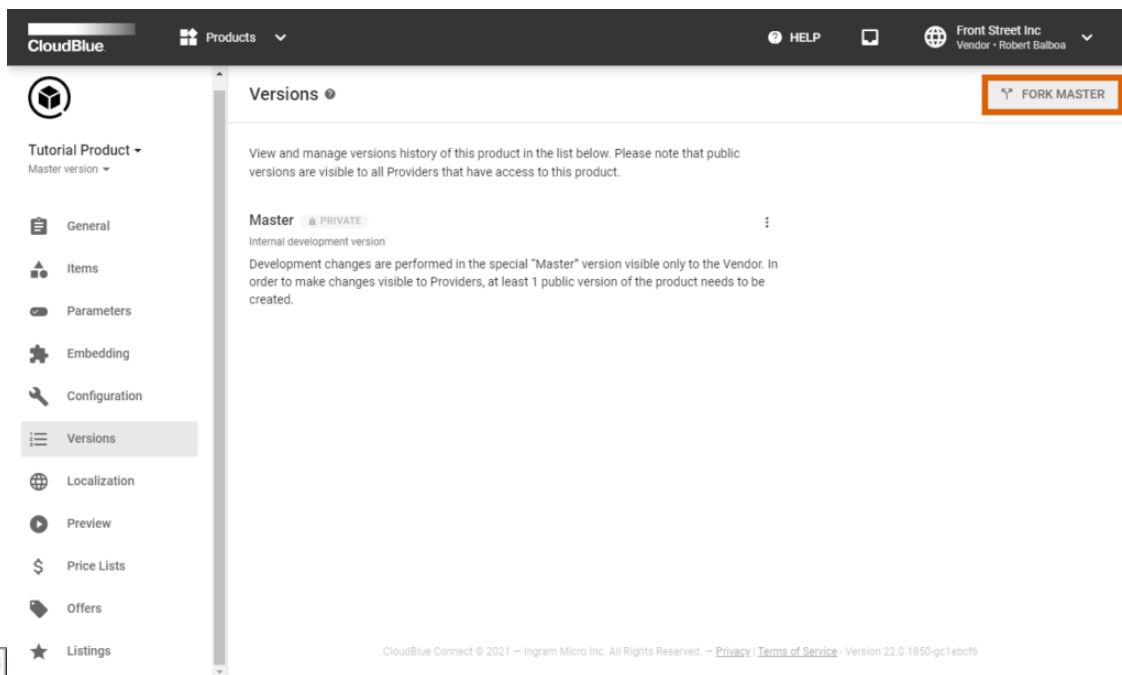 CloudBlue.
Products
HELP
Front Street Inc
Vendor • Robert Balboa
Tutorial Product
Master version
General
Items
Parameters
Embedding
Configuration
Versions
Localization
Preview
Price Lists
Offers
Listings
Versions
FORK MASTER
View and manage versions history of this product in the list below. Please note that public
versions are visible to all Providers that have access to this product.
Master PRIVATE
Internal development version
Development changes are performed in the special “Master” version visible only to the Vendor. In
order to make changes visible to Providers, at least 1 public version of the product needs to be
created.
CloudBlue Connect © 2021 — Ingram Micro Inc. All Rights Reserved. — Privacy | Terms of Service - Version 22.0.1850-gc1ebcf6